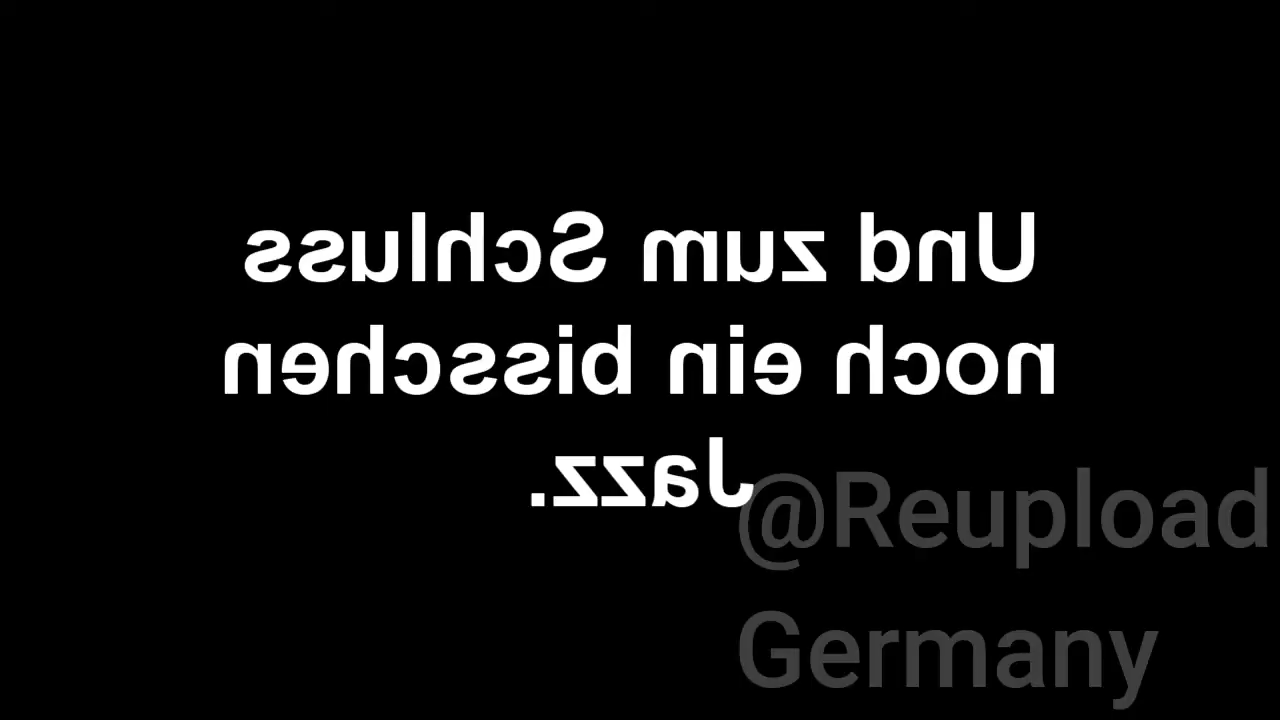 Und zum Schluss
noch ein bisschen
Jazz.
@Reupload
Germany